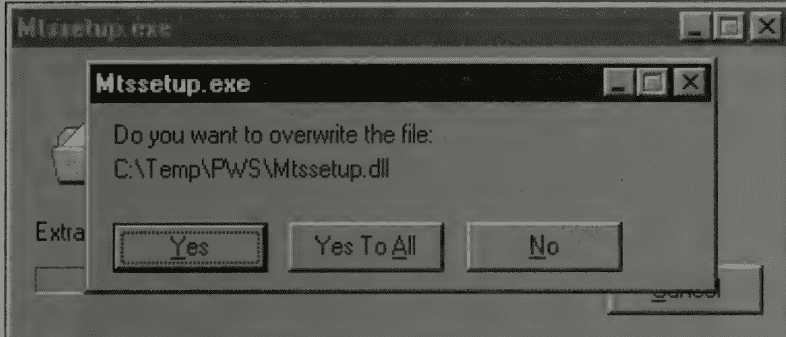 Mtssetup.exe
Mtssetup.exe
Do you want to overwrite the file:
C:\Temp\PWS\Mtssetup.dll
Extra
Yes
Yes To All
No
Cancel